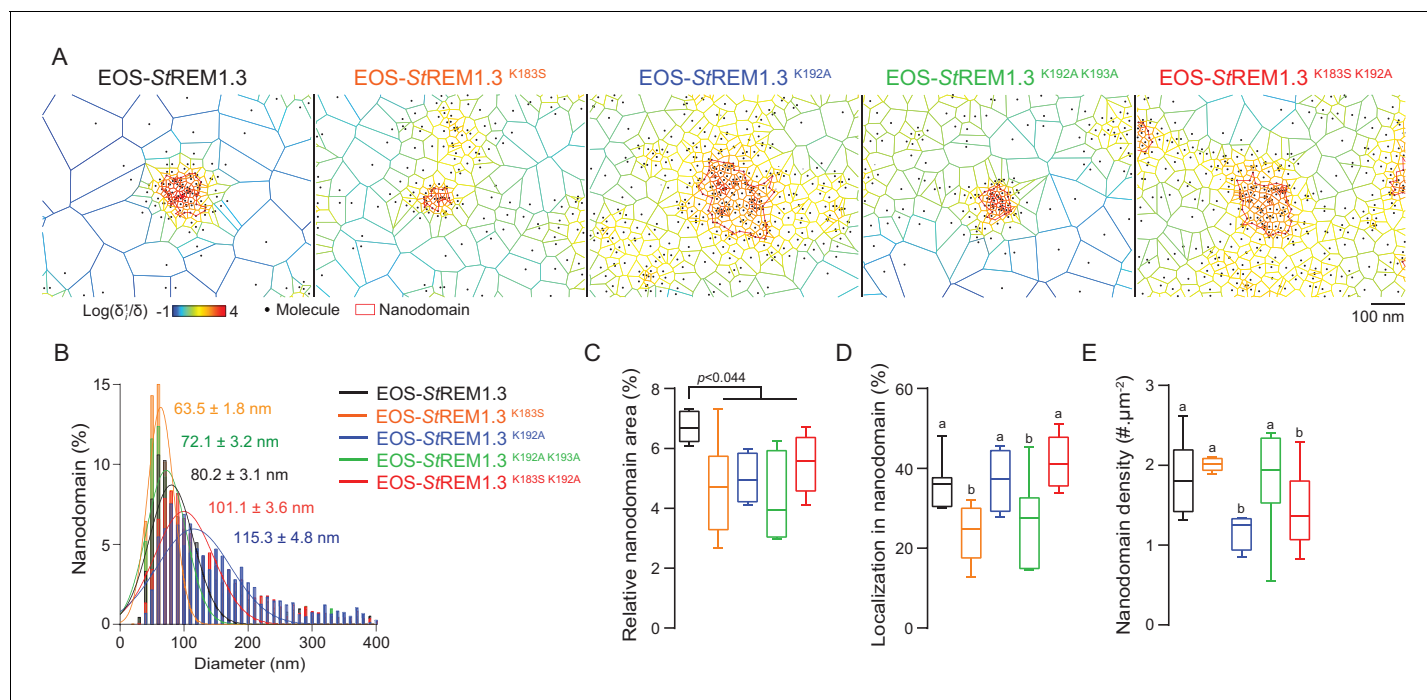 A
EOS-StREM1.3
EOS-StREM1.3 K183S
EOS-StREM1.3 K192A
EOS-StREM1.3 K192A K193A
EOS-StREM1.3 K183S K192A
Log(δ¹ᵢ/δ) -1 4 • Molecule Nanodomain
100 nm
B
Nanodomain (%)
15
10
5
0
63.5 ± 1.8 nm
72.1 ± 3.2 nm
80.2 ± 3.1 nm
101.1 ± 3.6 nm
115.3 ± 4.8 nm
0 100 200 300 400
Diameter (nm)
EOS-StREM1.3
EOS-StREM1.3 K183S
EOS-StREM1.3 K192A
EOS-StREM1.3 K192A K193A
EOS-StREM1.3 K183S K192A
C
Relative nanodomain area (%)
8
6
4
2
0
p<0.044
D
Localization in nanodomain (%)
60
40
20
0
a b a b a
E
Nanodomain density (#.µm⁻²)
3
2
1
0
a a b a b